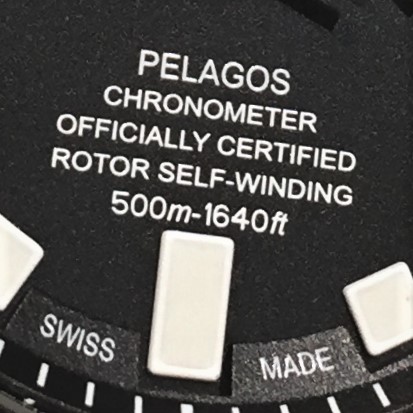 PELAGOS
CHRONOMETER
OFFICIALLY CERTIFIED
ROTOR SELF-WINDING
500m-1640ft
SWISS MADE